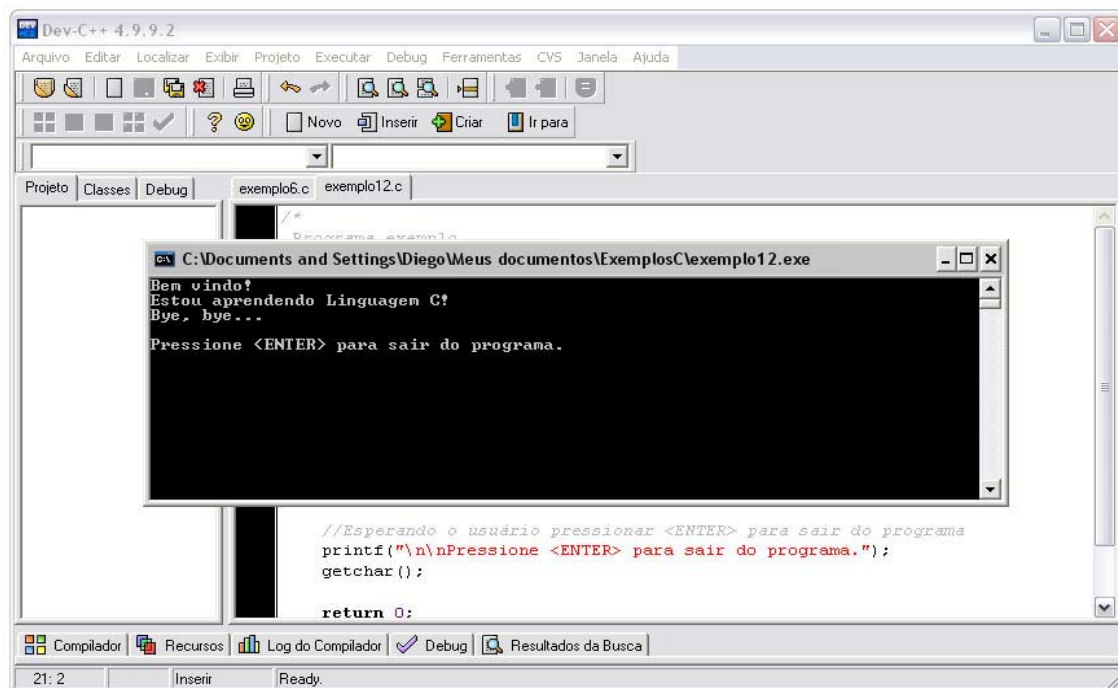 Dev-C++ 4.9.9.2
Arquivo Editar Localizar Exibir Projeto Executar Debug Ferramentas CVS Janela Ajuda
Novo Inserir Criar Ir para
Projeto Classes Debug exemplo6.c exemplo12.c
/*
Programa exemplo
C:\Documents and Settings\Diego\Meus documentos\ExemplosC\exemplo12.exe
Bem vindo!
Estou aprendendo Linguagem C!
Bye, bye...
Pressione <ENTER> para sair do programa.
//Esperando o usuário pressionar <ENTER> para sair do programa
printf("\n\nPressione <ENTER> para sair do programa.");
getchar();
return 0;
Compilador Recursos Log do Compilador Debug Resultados da Busca
21: 2 Inserir Ready.